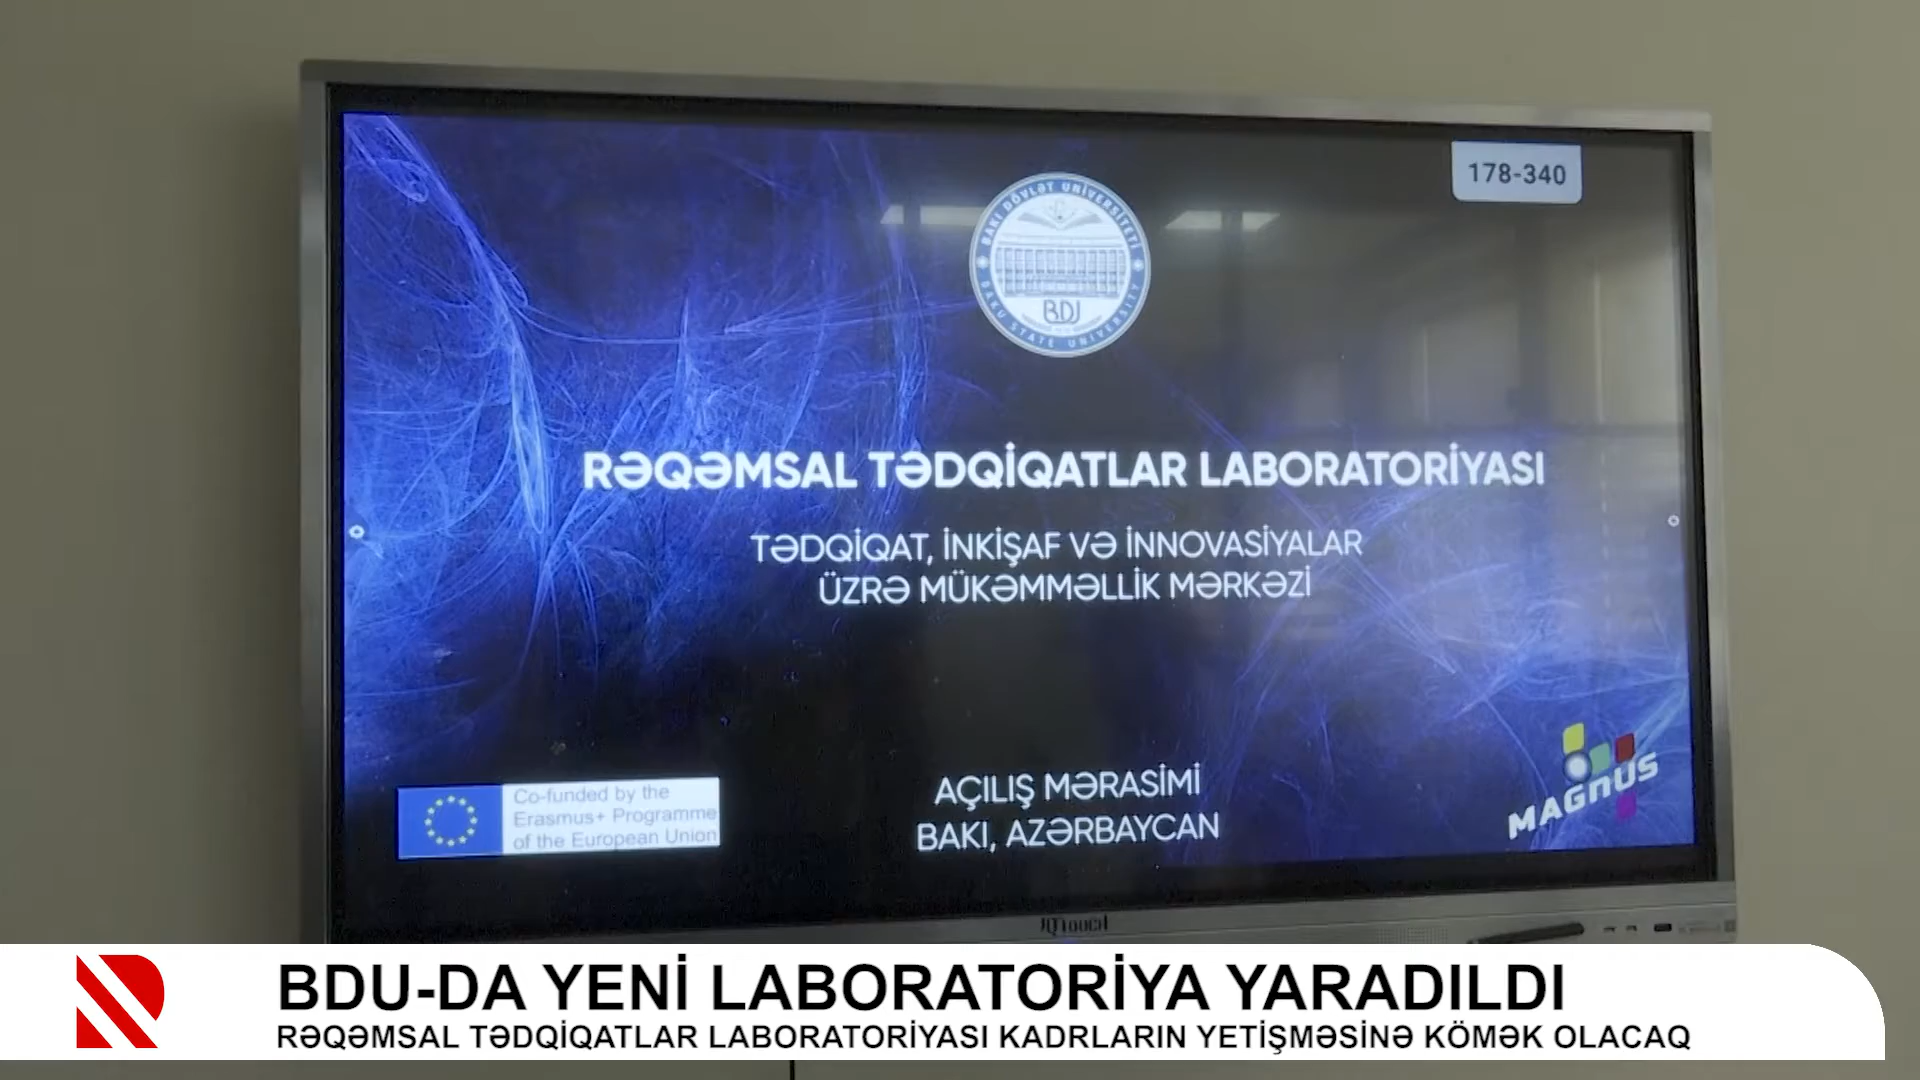 178-340
BAKI DÖVLƏT UNİVERSİTETİ
BDU
BAKU STATE UNIVERSITY
RƏQƏMSAL TƏDQİQATLAR LABORATORİYASI
TƏDQİQAT, İNKİŞAF VƏ İNNOVASİYALAR
ÜZRƏ MÜKƏMMƏLLİK MƏRKƏZİ
Co-funded by the
Erasmus+ Programme
of the European Union
AÇILIŞ MƏRASİMİ
BAKI, AZƏRBAYCAN
MAGNUS
IQTouch
BDU-DA YENİ LABORATORİYA YARADILDI
RƏQƏMSAL TƏDQİQATLAR LABORATORİYASI KADRLARIN YETİŞMƏSİNƏ KÖMƏK OLACAQ